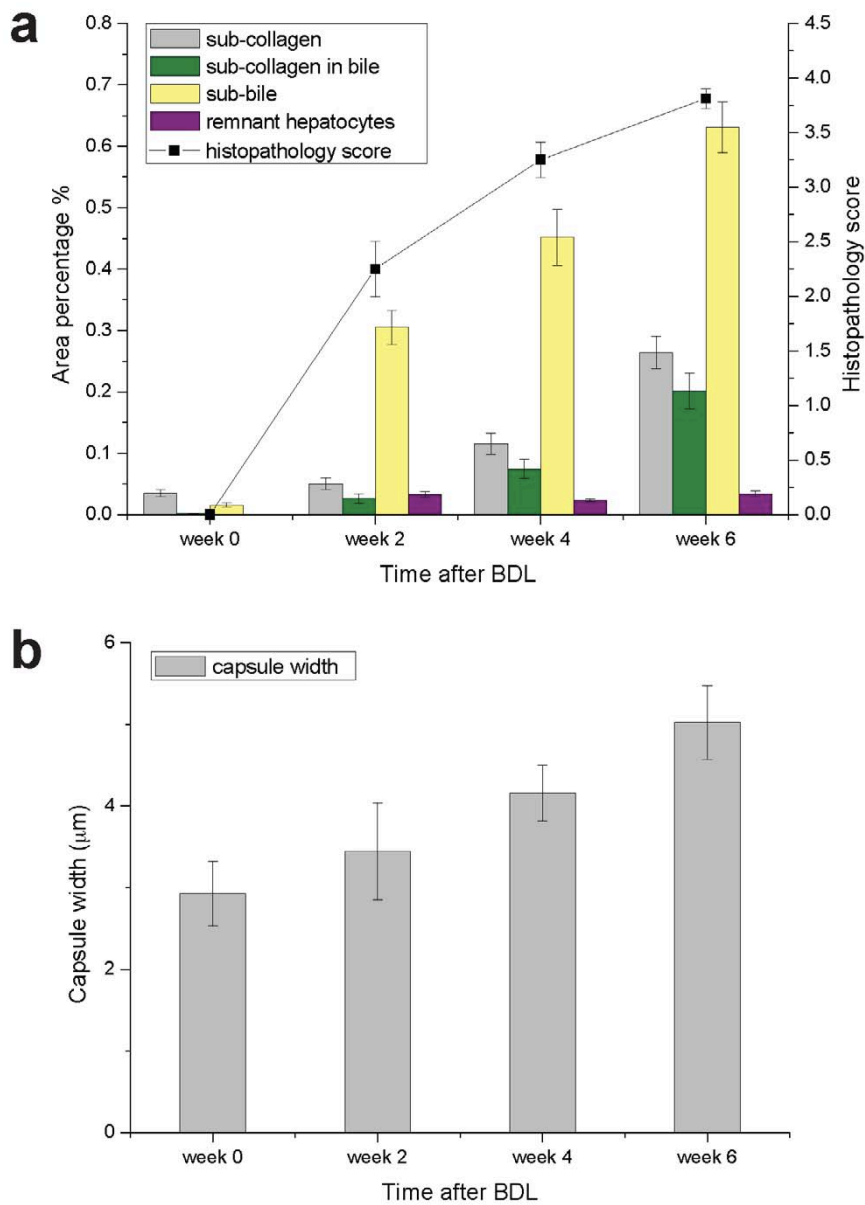 a
sub-collagen
sub-collagen in bile
sub-bile
remnant hepatocytes
histopathology score
Area percentage %
0.8
0.7
0.6
0.5
0.4
0.3
0.2
0.1
0.0
4.5
4.0
3.5
3.0
2.5
2.0
1.5
1.0
0.5
0.0
Histopathology score
week 0 week 2 week 4 week 6
Time after BDL
b
capsule width
Capsule width (μm)
6
4
2
0
week 0 week 2 week 4 week 6
Time after BDL